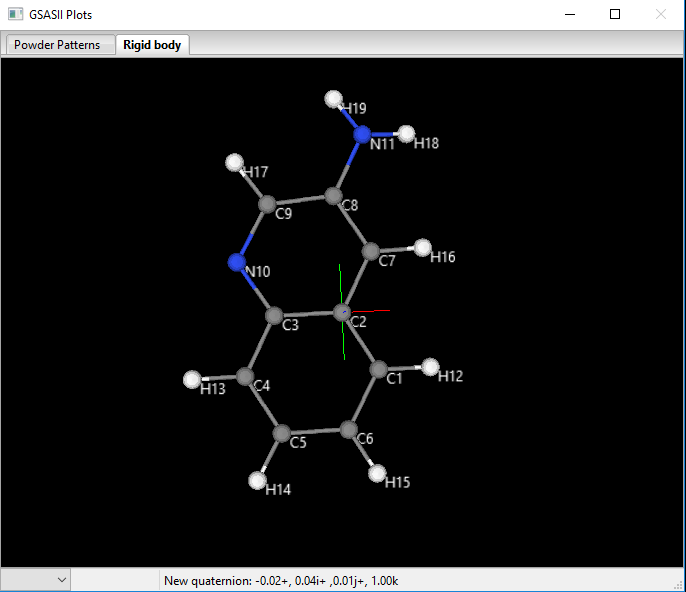 GSASII Plots
Powder Patterns Rigid body
H19
N11 H18
H17
C8
C9
C7 H16
N10
C2
C3
C1 H12
C4
H13
C6
C5
H15
H14
New quaternion: -0.02+, 0.04i+ ,0.01j+, 1.00k